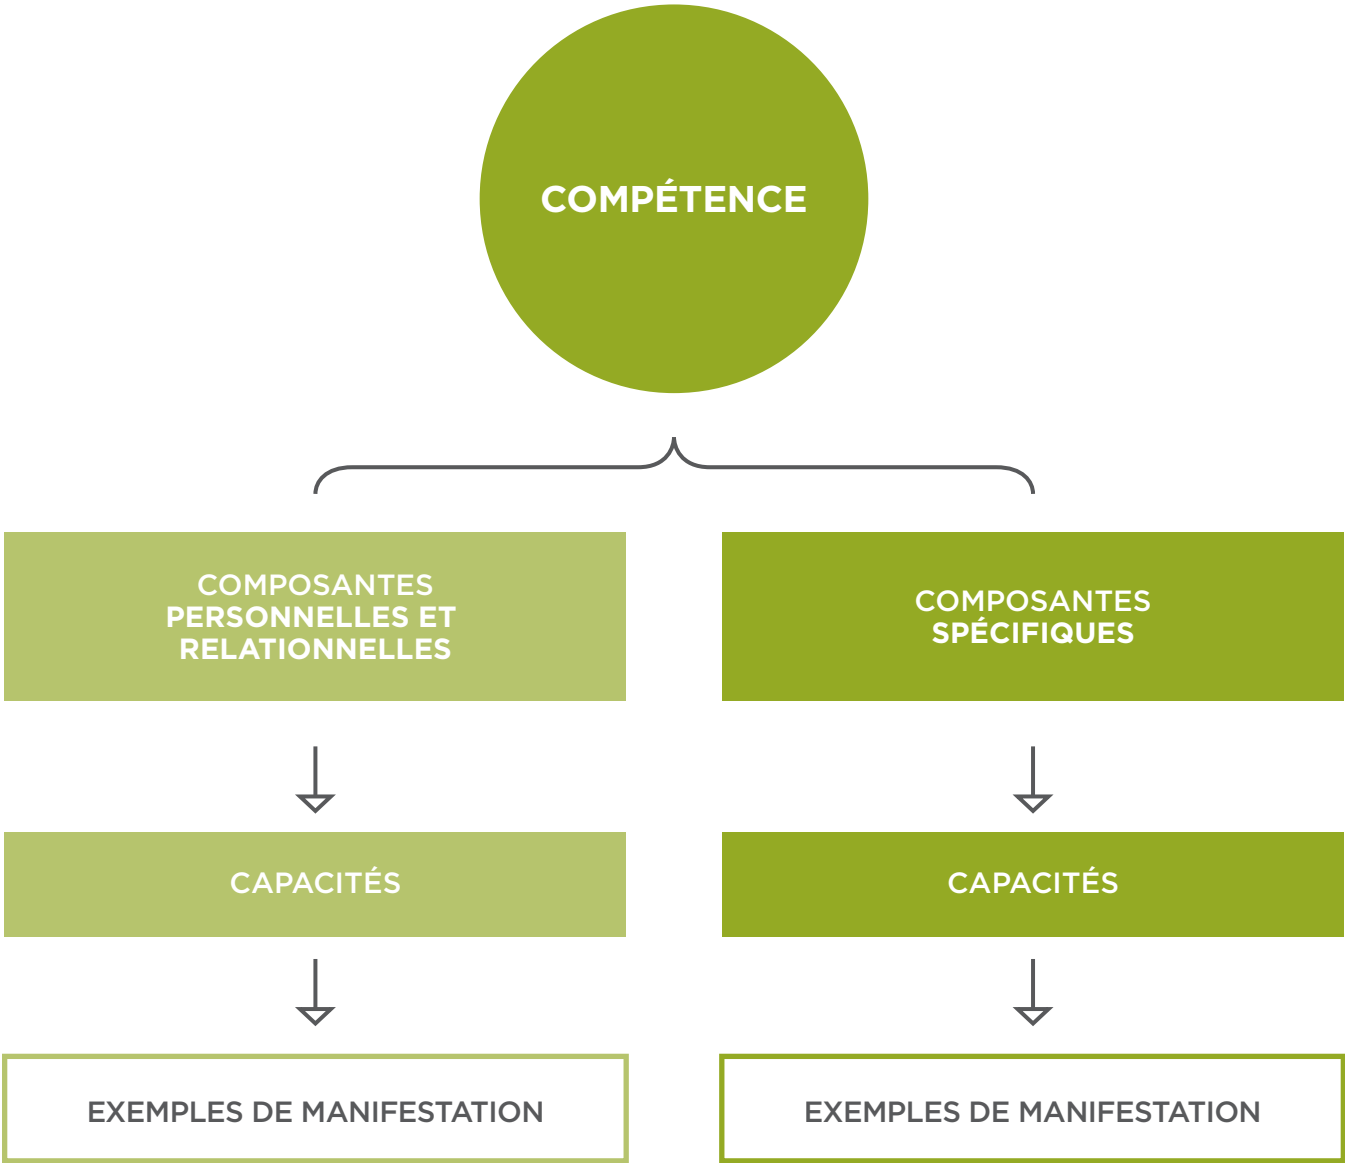 COMPÉTENCE
COMPOSANTES
PERSONNELLES ET
RELATIONNELLES
COMPOSANTES
SPÉCIFIQUES
CAPACITÉS
CAPACITÉS
EXEMPLES DE MANIFESTATION
EXEMPLES DE MANIFESTATION